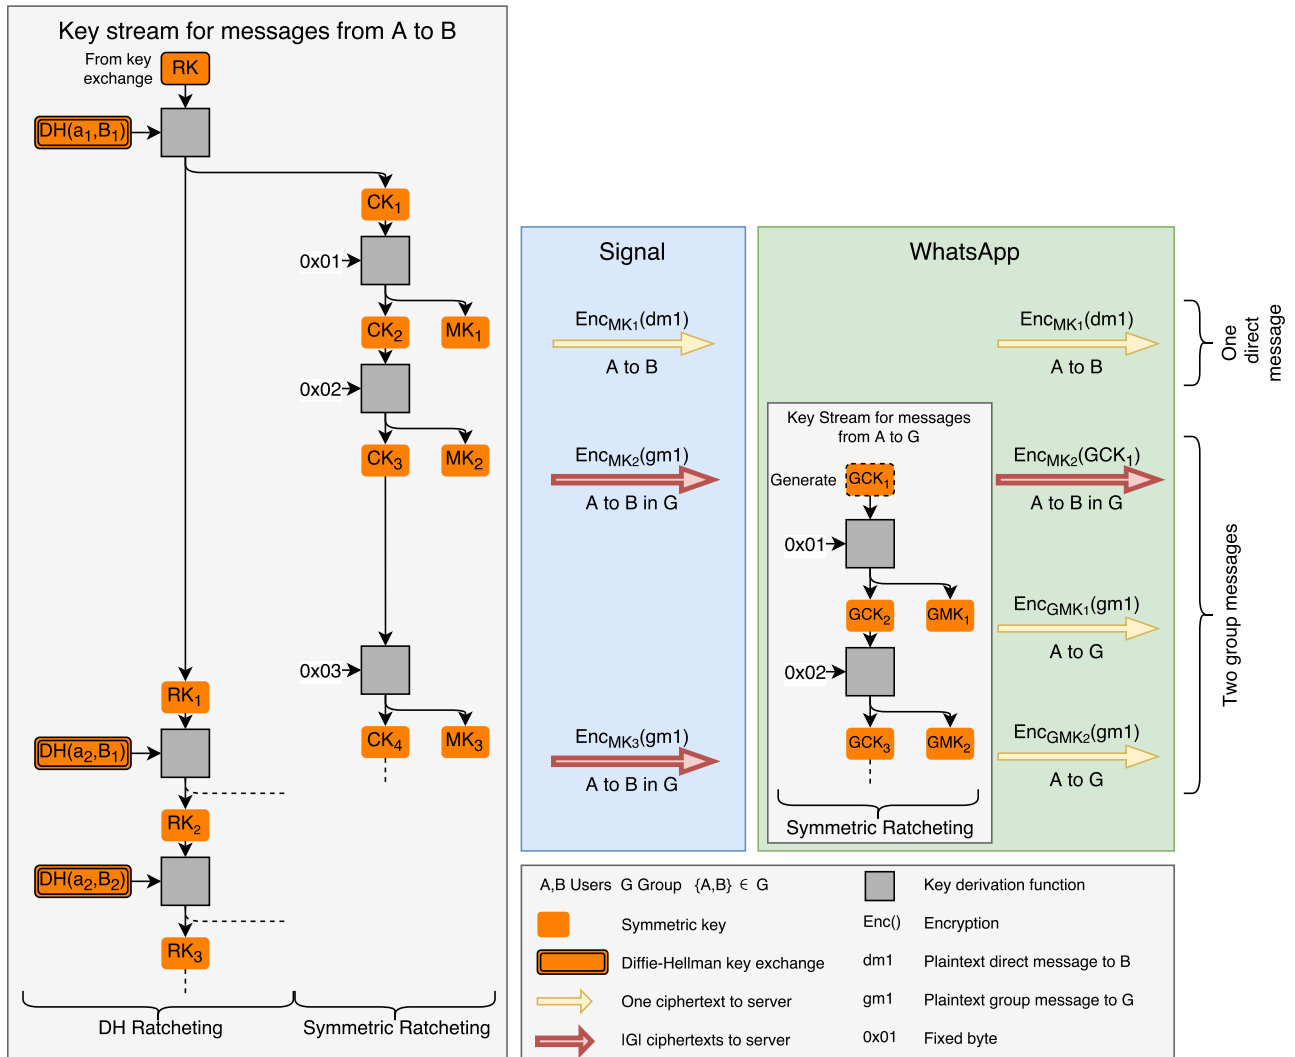 Key stream for messages from A to B
From key
exchange
RK
DH(a1,B1)
CK1
0x01
CK2
MK1
0x02
CK3
MK2
0x03
CK4
MK3
RK1
DH(a2,B1)
RK2
DH(a2,B2)
RK3
DH Ratcheting
Symmetric Ratcheting
Signal
EncMK1(dm1)
A to B
EncMK2(gm1)
A to B in G
EncMK3(gm1)
A to B in G
WhatsApp
EncMK1(dm1)
A to B
Key Stream for messages
from A to G
Generate
GCK1
0x01
GCK2
GMK1
0x02
GCK3
GMK2
Symmetric Ratcheting
EncMK2(GCK1)
A to B in G
EncGMK1(gm1)
A to G
EncGMK2(gm1)
A to G
One
direct
message
Two group messages
A,B Users G Group {A,B} ∈ G
Symmetric key
Diffie-Hellman key exchange
One ciphertext to server
|G| ciphertexts to server
Key derivation function
Enc() Encryption
dm1 Plaintext direct message to B
gm1 Plaintext group message to G
0x01 Fixed byte